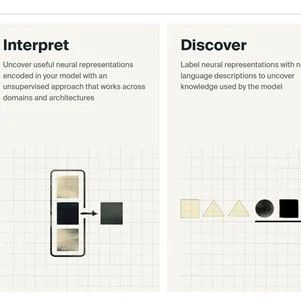 Interpret
Uncover useful neural representations
encoded in your model with an
unsupervised approach that works across
domains and architectures
Discover
Label neural representations with
language descriptions to uncover
knowledge used by the model